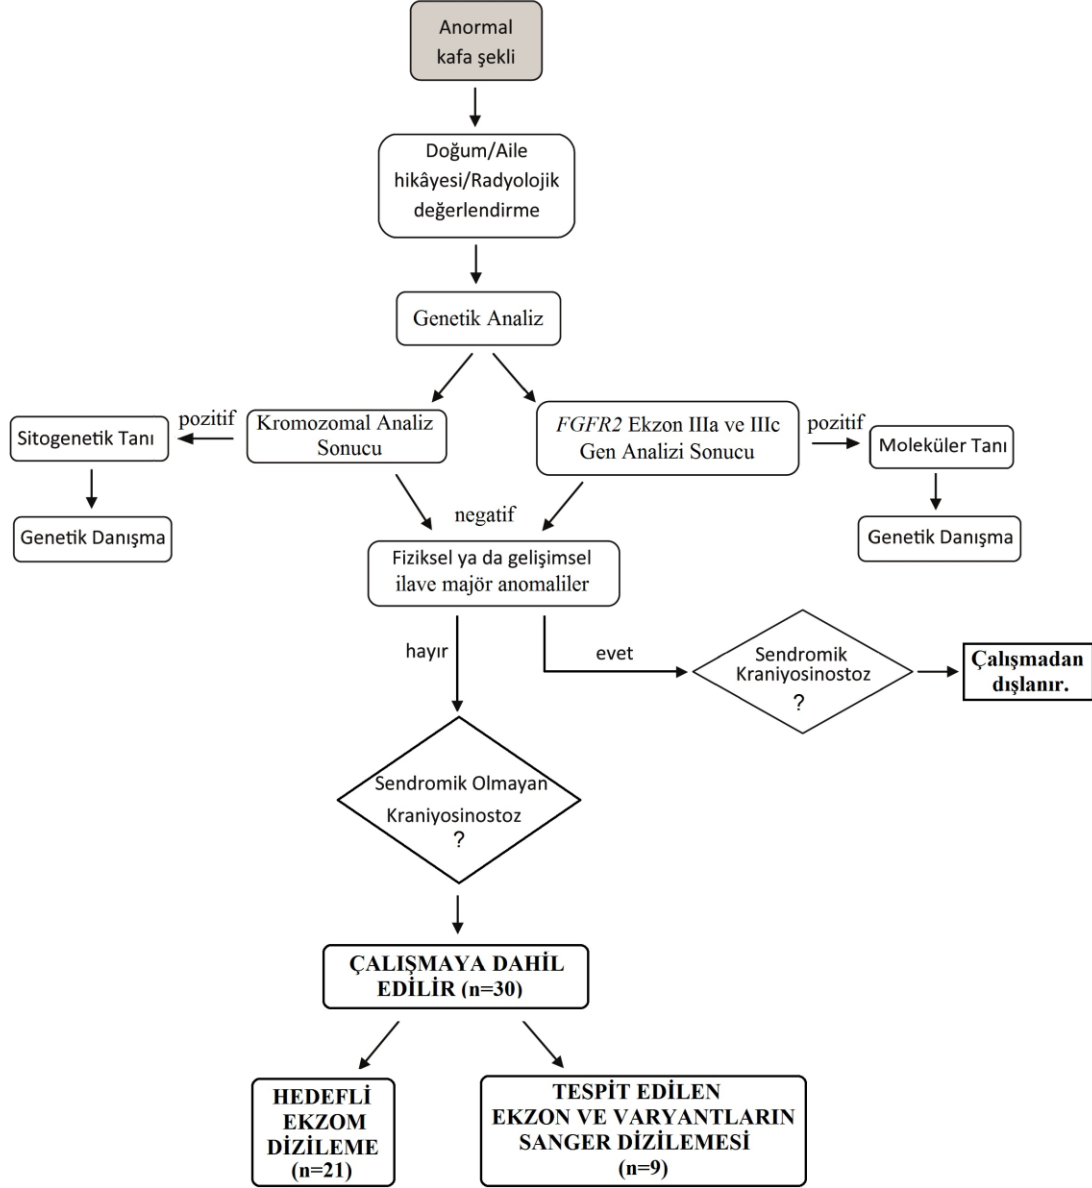 Anormal
kafa şekli
Doğum/Aile
hikâyesi/Radyolojik
değerlendirme
Genetik Analiz
pozitif
Sitogenetik Tanı
Kromozomal Analiz
Sonucu
FGFR2 Ekzon IIIa ve IIIc
Gen Analizi Sonucu
pozitif
Moleküler Tanı
Genetik Danışma
negatif
Genetik Danışma
Fiziksel ya da gelişimsel
ilave majör anomaliler
hayır
evet
Sendromik
Kraniyosinostoz
?
Çalışmadan
dışlanır.
Sendromik Olmayan
Kraniyosinostoz
?
ÇALIŞMAYA DAHİL
EDİLİR (n=30)
HEDEFLİ
EKZOM
DİZİLEME
(n=21)
TESPİT EDİLEN
EKZON VE VARYANTLARIN
SANGER DİZİLEMESİ
(n=9)